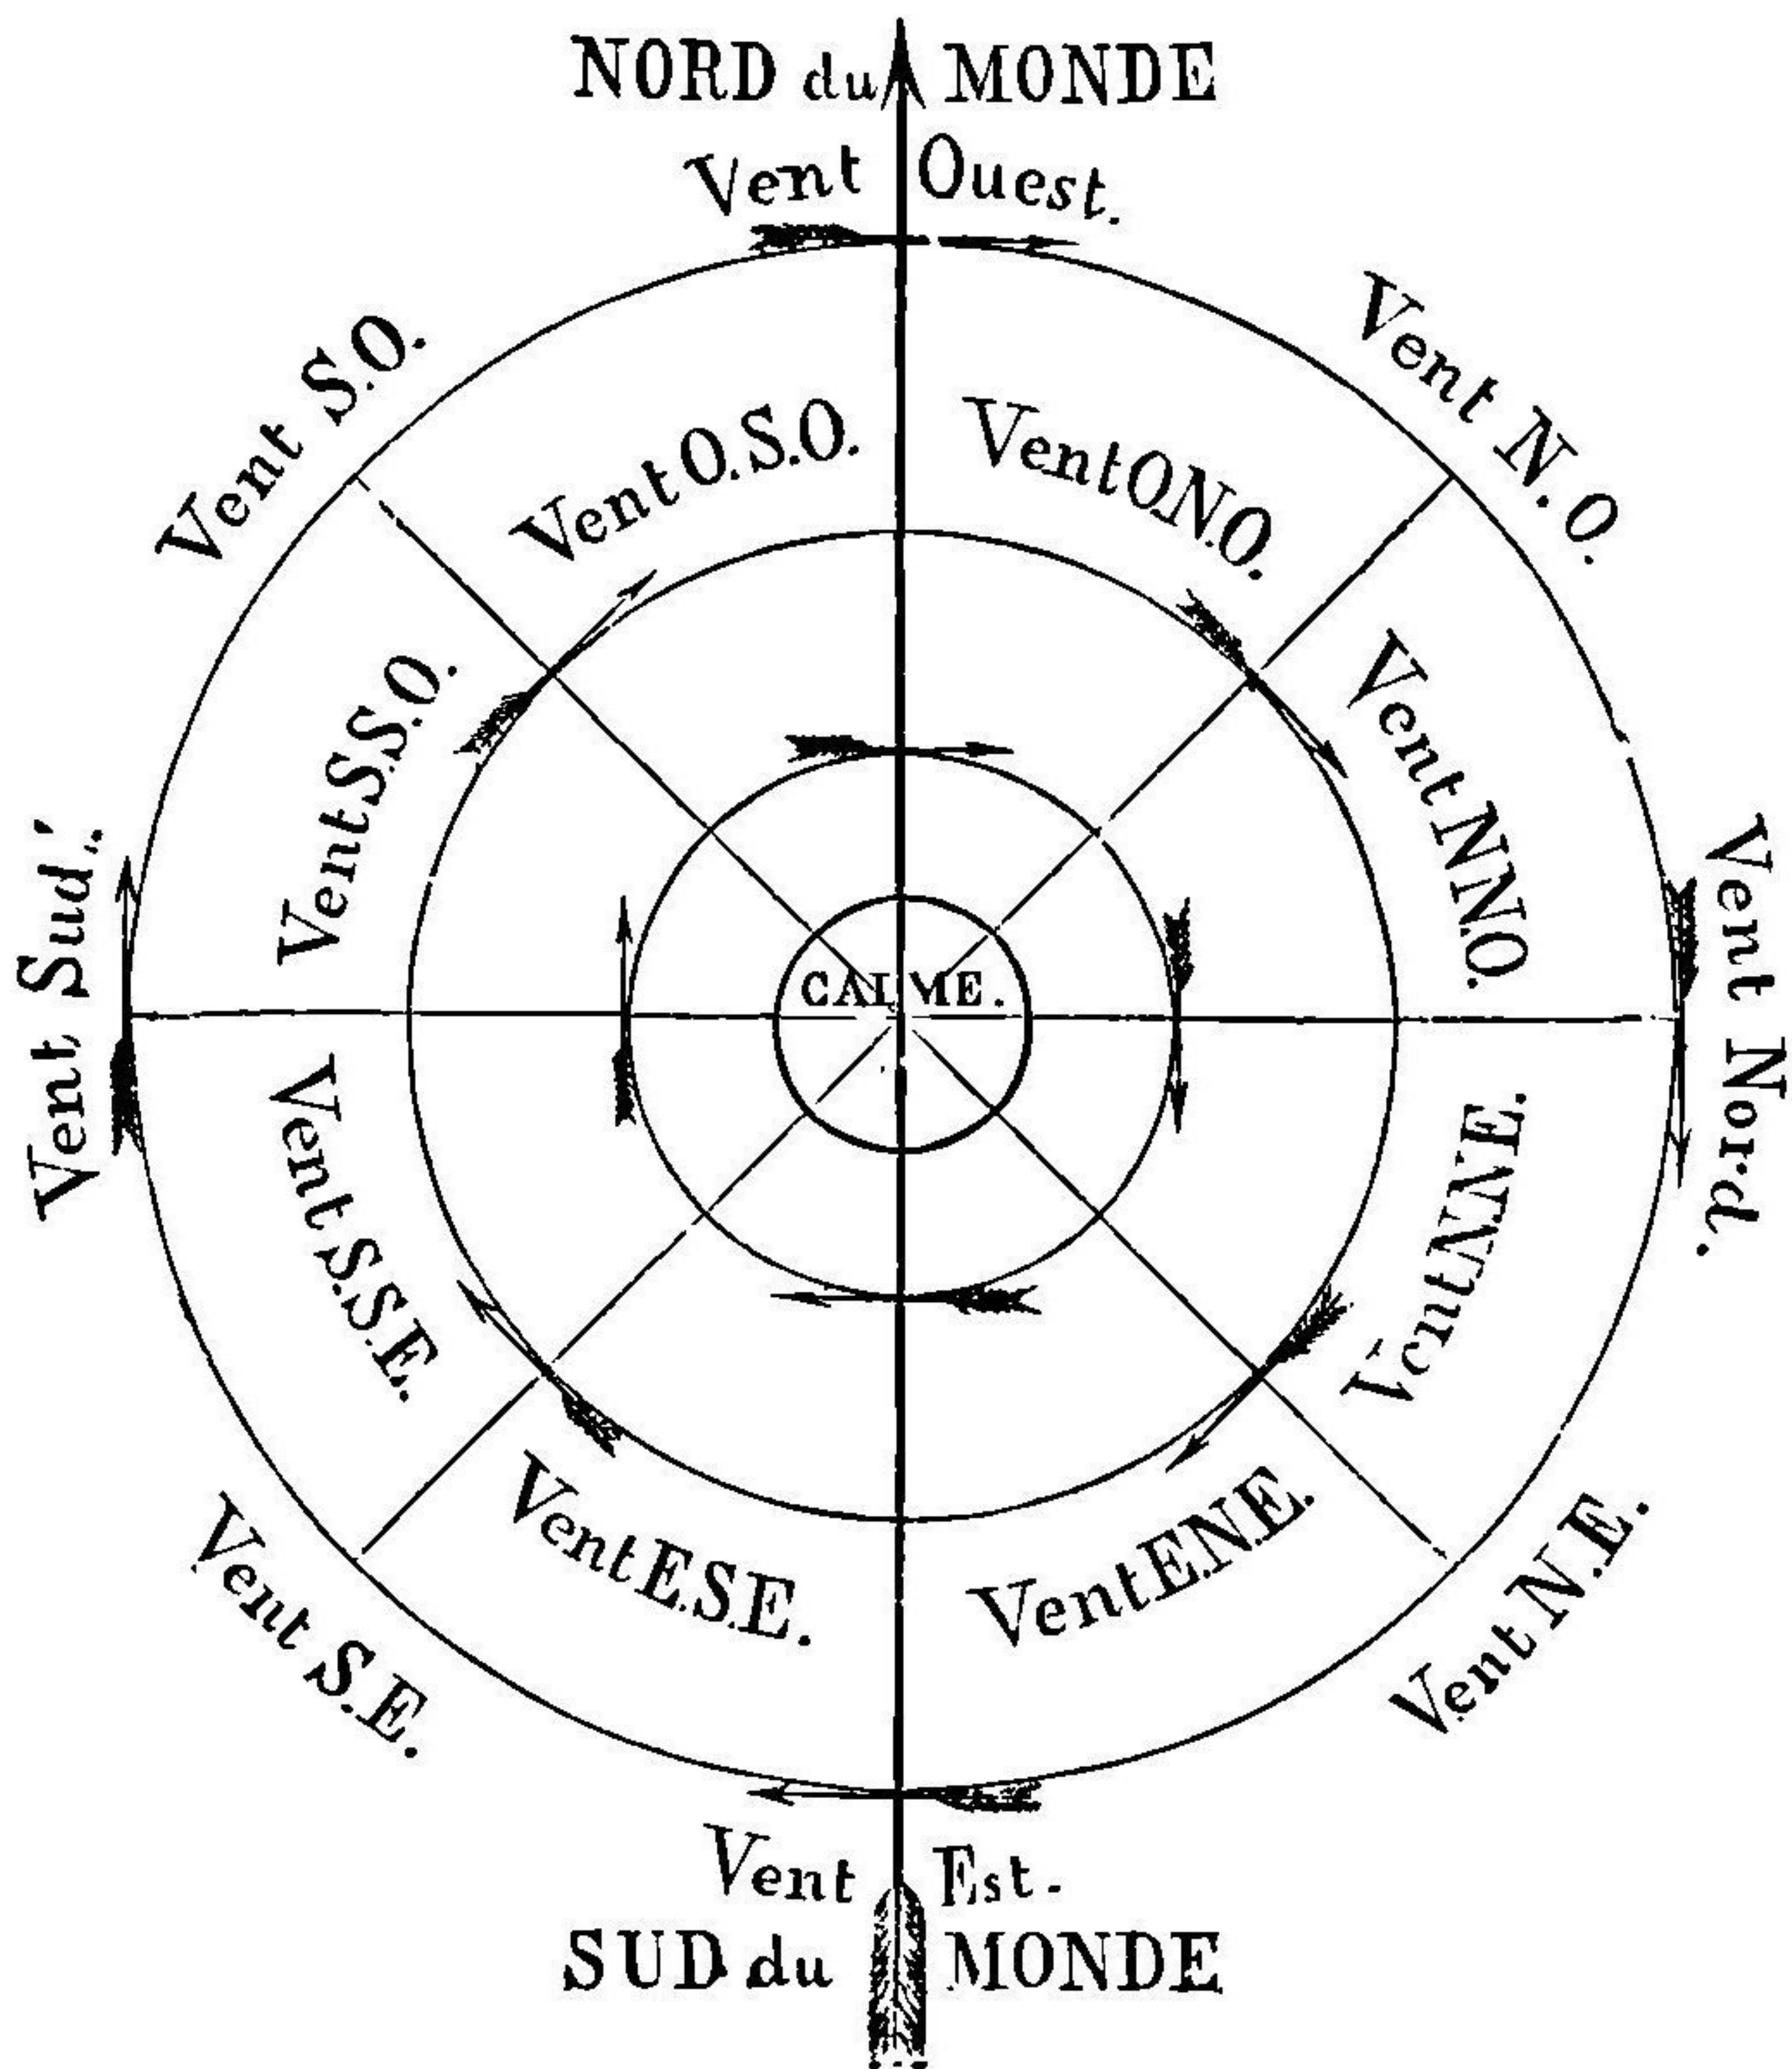 NORD du MONDE
Vent Ouest.
Vent S.O.
Vent N.O.
Vent O.S.O.
Vent O.N.O.
Vent S.S.O.
Vent N.N.O.
Vent Sud.
CALME.
Vent Nord.
Vent S.S.E.
Vent N.N.E.
Vent E.S.E.
Vent E.N.E.
Vent S.E.
Vent N.E.
Vent Est.
SUD du MONDE